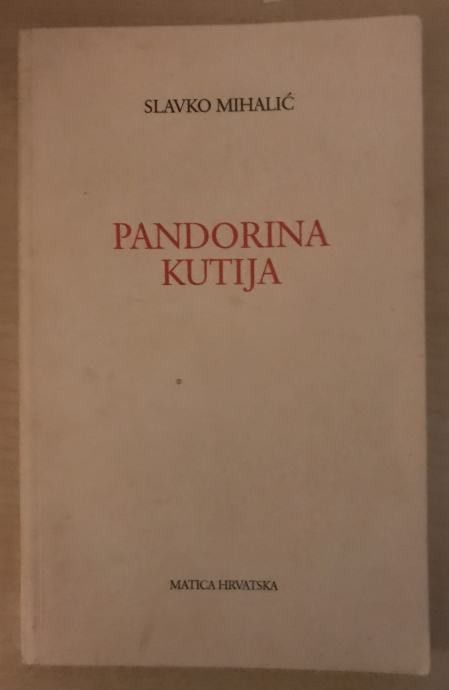 SLAVKO MIHALIĆ
PANDORINA
KUTIJA
MATICA HRVATSKA